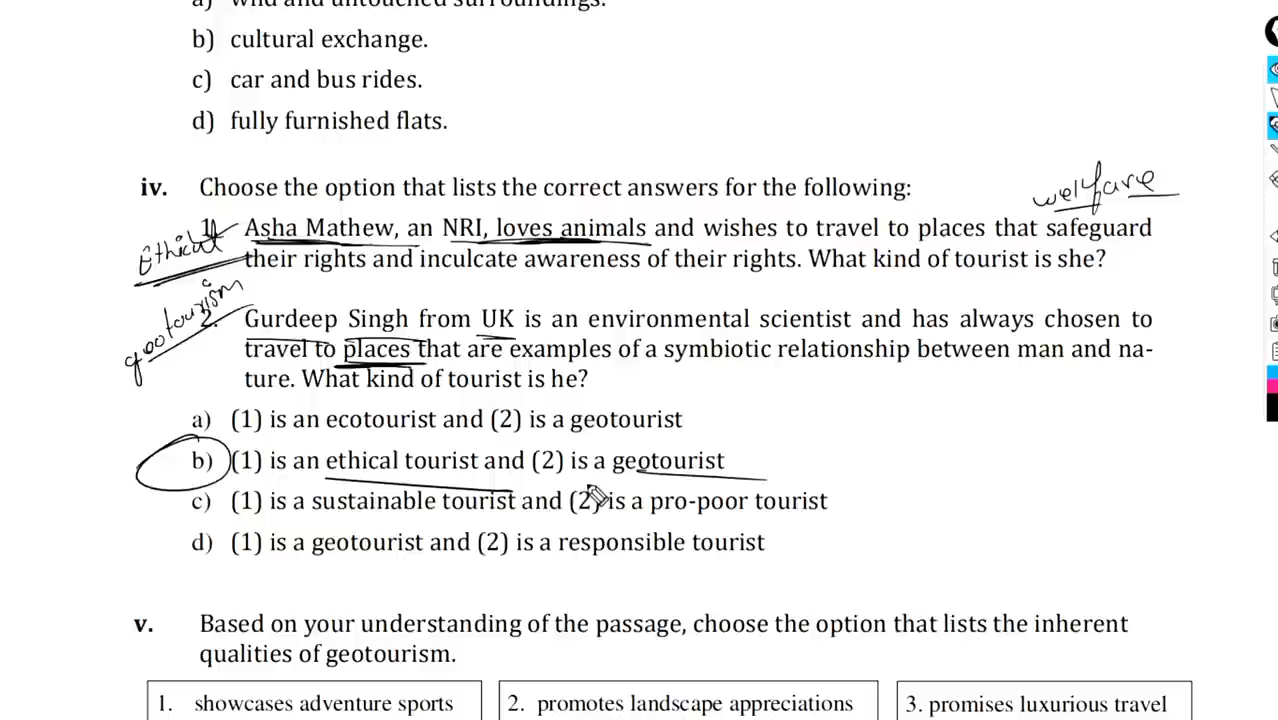 a) wild and untouched surroundings.
b) cultural exchange.
c) car and bus rides.
d) fully furnished flats.
iv. Choose the option that lists the correct answers for the following:
welfare
1. Asha Mathew, an NRI, loves animals and wishes to travel to places that safeguard
Ethical
their rights and inculcate awareness of their rights. What kind of tourist is she?
geotourism
2. Gurdeep Singh from UK is an environmental scientist and has always chosen to
travel to places that are examples of a symbiotic relationship between man and na-
ture. What kind of tourist is he?
a) (1) is an ecotourist and (2) is a geotourist
b) (1) is an ethical tourist and (2) is a geotourist
c) (1) is a sustainable tourist and (2) is a pro-poor tourist
d) (1) is a geotourist and (2) is a responsible tourist
v. Based on your understanding of the passage, choose the option that lists the inherent
qualities of geotourism.
1. showcases adventure sports
2. promotes landscape appreciations
3. promises luxurious travel